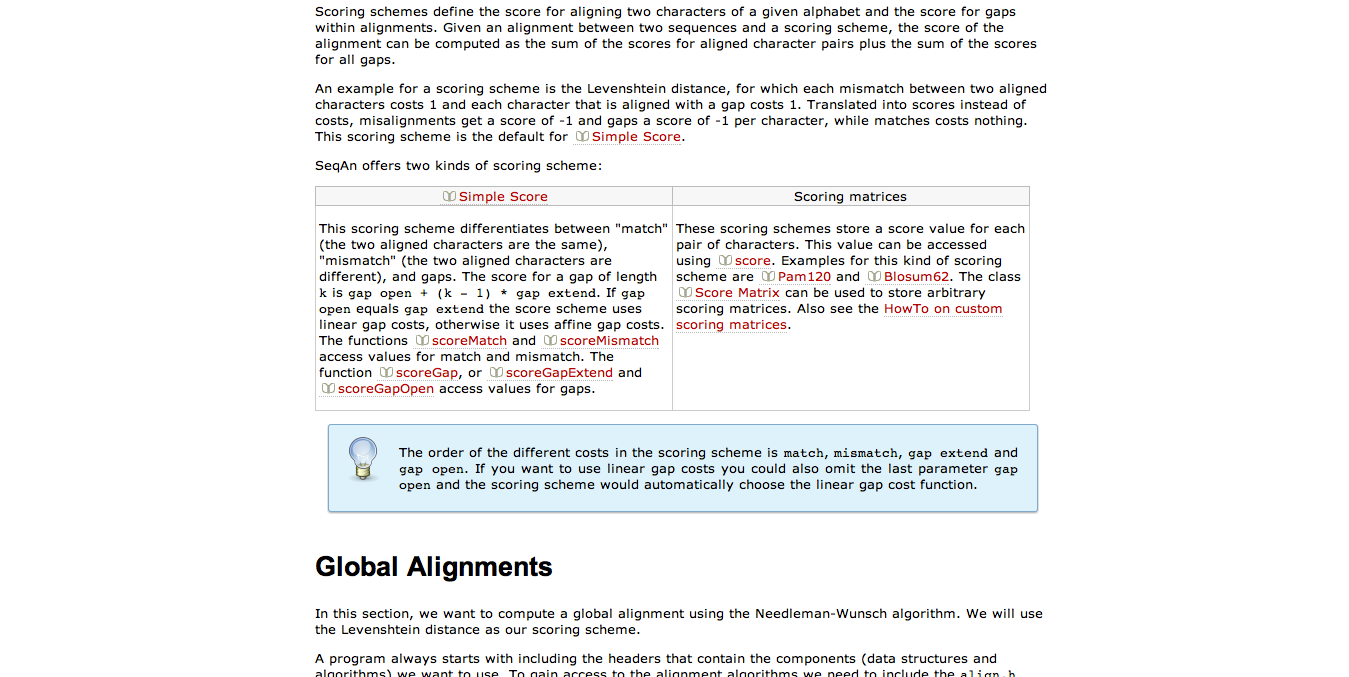 Scoring schemes define the score for aligning two characters of a given alphabet and the score for gaps
within alignments. Given an alignment between two sequences and a scoring scheme, the score of the
alignment can be computed as the sum of the scores for aligned character pairs plus the sum of the scores
for all gaps.
An example for a scoring scheme is the Levenshtein distance, for which each mismatch between two aligned
characters costs 1 and each character that is aligned with a gap costs 1. Translated into scores instead of
costs, misalignments get a score of -1 and gaps a score of -1 per character, while matches costs nothing.
This scoring scheme is the default for Simple Score.
SeqAn offers two kinds of scoring scheme:
Simple Score
This scoring scheme differentiates between "match"
(the two aligned characters are the same),
"mismatch" (the two aligned characters are
different), and gaps. The score for a gap of length
k is gap open + (k - 1) * gap extend. If gap
open equals gap extend the score scheme uses
linear gap costs, otherwise it uses affine gap costs.
The functions scoreMatch and scoreMismatch
access values for match and mismatch. The
function scoreGap, or scoreGapExtend and
scoreGapOpen access values for gaps.
Scoring matrices
These scoring schemes store a score value for each
pair of characters. This value can be accessed
using score. Examples for this kind of scoring
scheme are Pam120 and Blosum62. The class
Score Matrix can be used to store arbitrary
scoring matrices. Also see the HowTo on custom
scoring matrices.
The order of the different costs in the scoring scheme is match, mismatch, gap extend and
gap open. If you want to use linear gap costs you could also omit the last parameter gap
open and the scoring scheme would automatically choose the linear gap cost function.
Global Alignments
In this section, we want to compute a global alignment using the Needleman-Wunsch algorithm. We will use
the Levenshtein distance as our scoring scheme.
A program always starts with including the headers that contain the components (data structures and
algorithms) we want to use. To gain access to the alignment algorithms we need to include the align.h